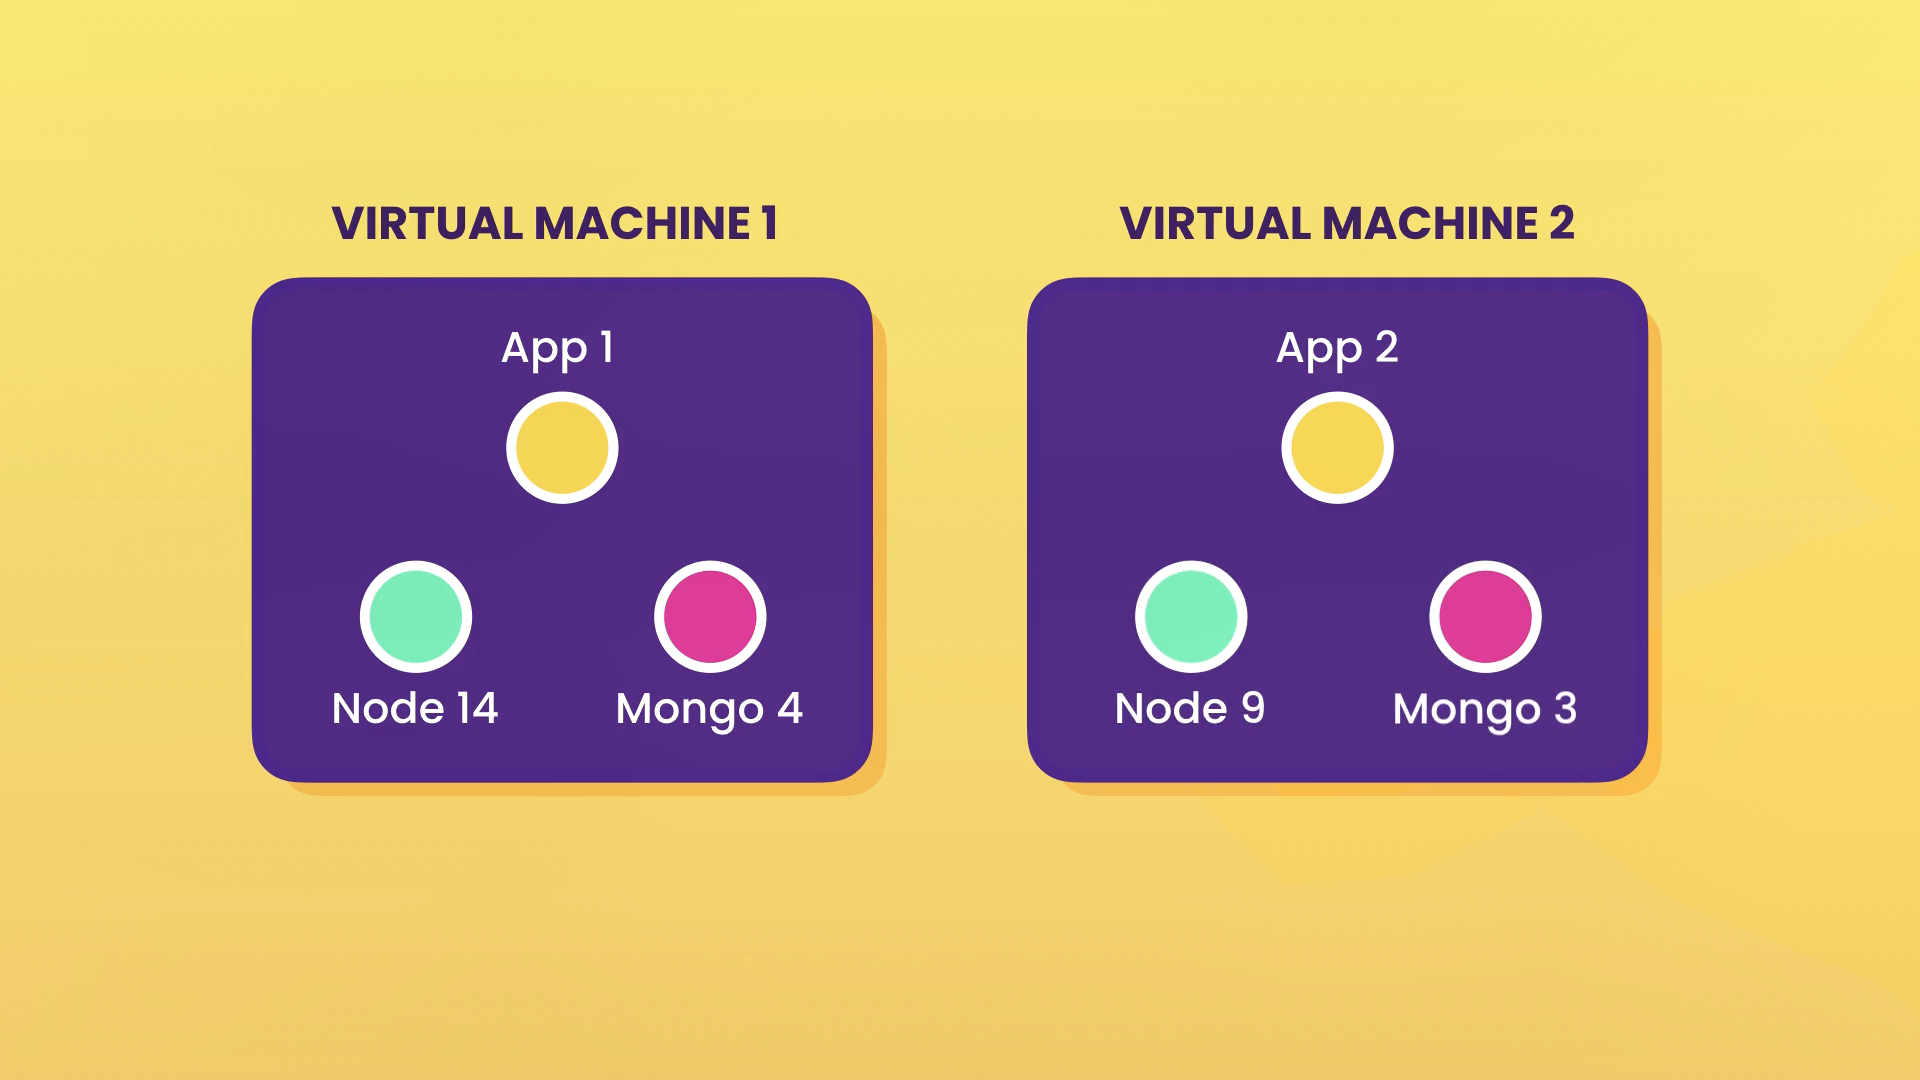 VIRTUAL MACHINE 1
App 1
Node 14
Mongo 4
VIRTUAL MACHINE 2
App 2
Node 9
Mongo 3